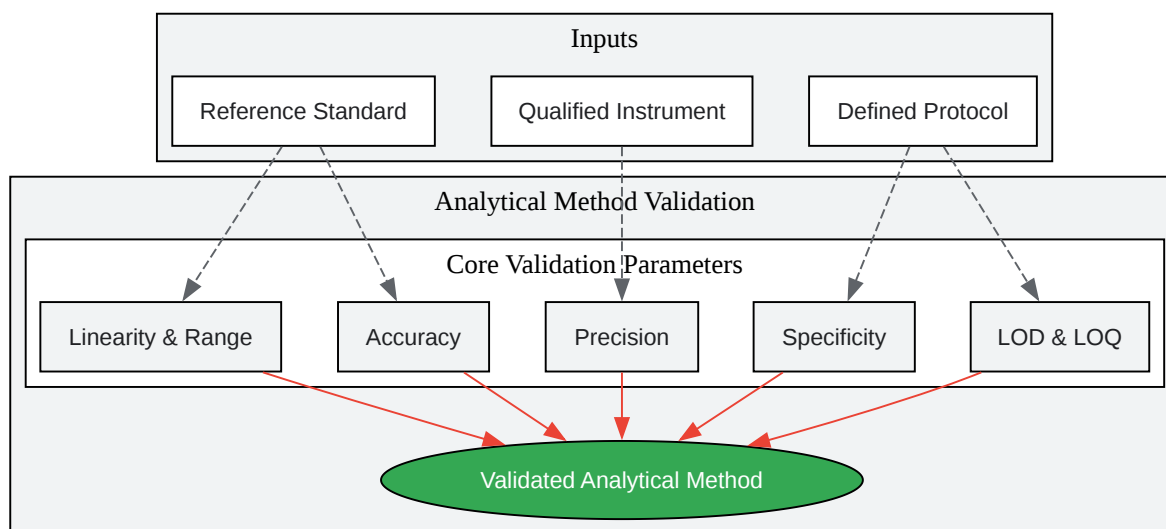 Inputs
Reference Standard
Qualified Instrument
Defined Protocol
Analytical Method Validation
Core Validation Parameters
Linearity & Range
Accuracy
Precision
Specificity
LOD & LOQ
Validated Analytical Method